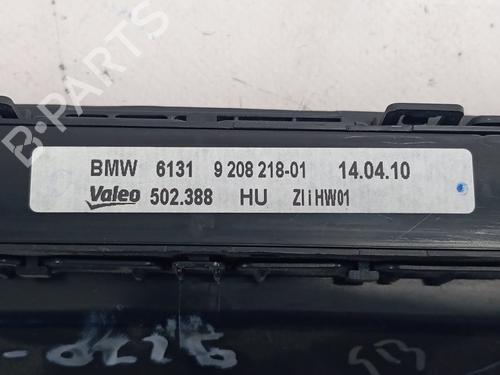 BMW 6131 9 208 218-01 14.04.10
Valeo 502.388 HU ZIiHW01
B-PARTS